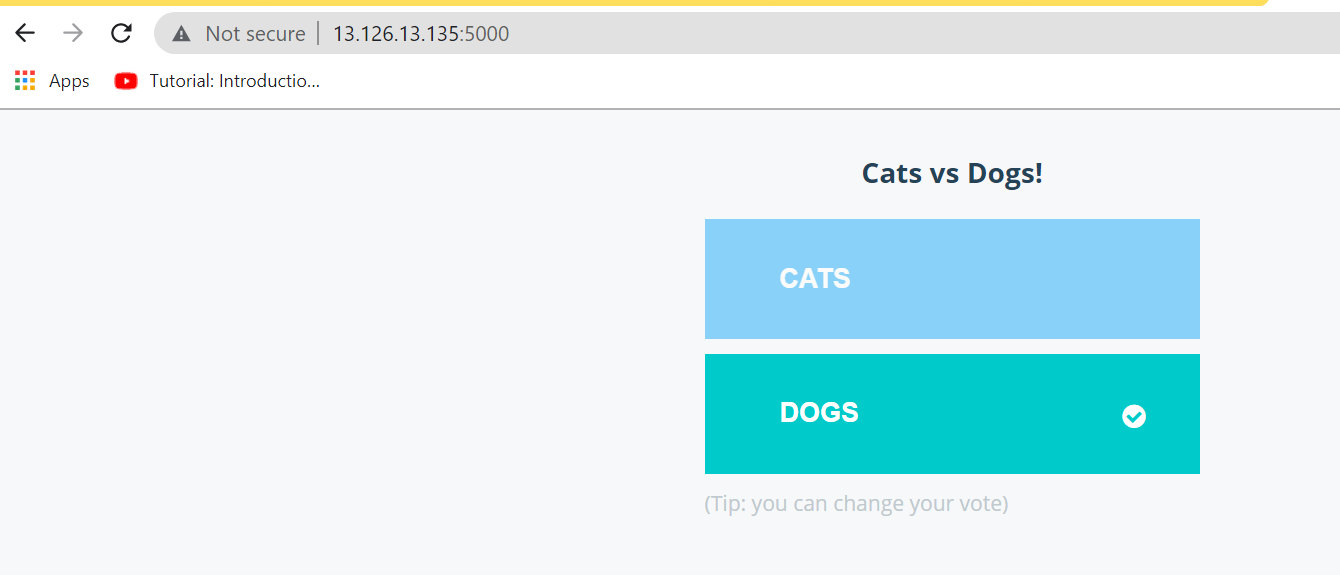 Not secure | 13.126.13.135:5000
Apps Tutorial: Introductio...
Cats vs Dogs!
CATS
DOGS
(Tip: you can change your vote)